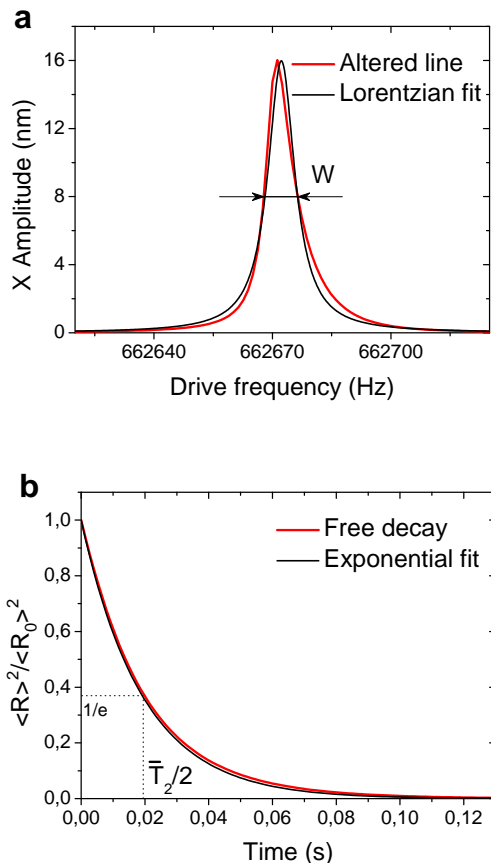 a
16
12
8
4
0
X Amplitude (nm)
Altered line
Lorentzian fit
W
662640 662670 662700
Drive frequency (Hz)
b
1,0
0,8
0,6
0,4
0,2
0,0
<R>²/<R₀>²
Free decay
Exponential fit
1/e
T̅₂/2
0,00 0,02 0,04 0,06 0,08 0,10 0,12
Time (s)